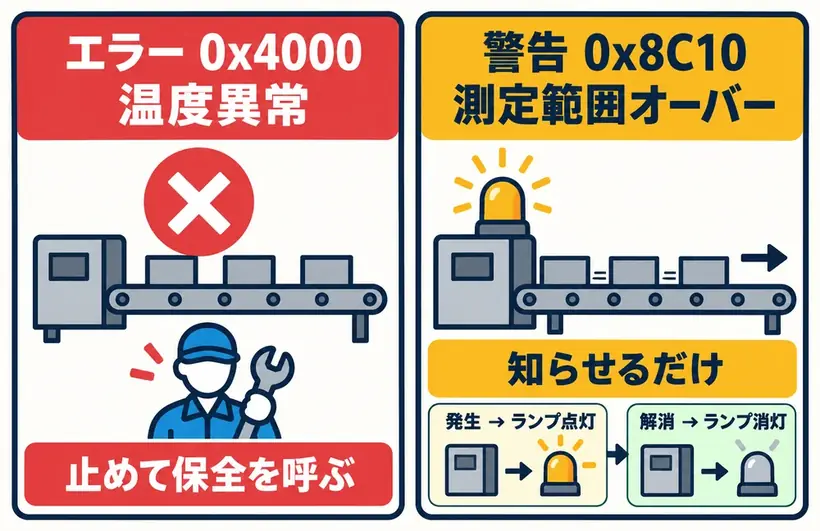 エラー 0x4000
温度異常
止めて保全を呼ぶ
警告 0x8C10
測定範囲オーバー
知らせるだけ
発生 → ランプ点灯
解消 → ランプ消灯